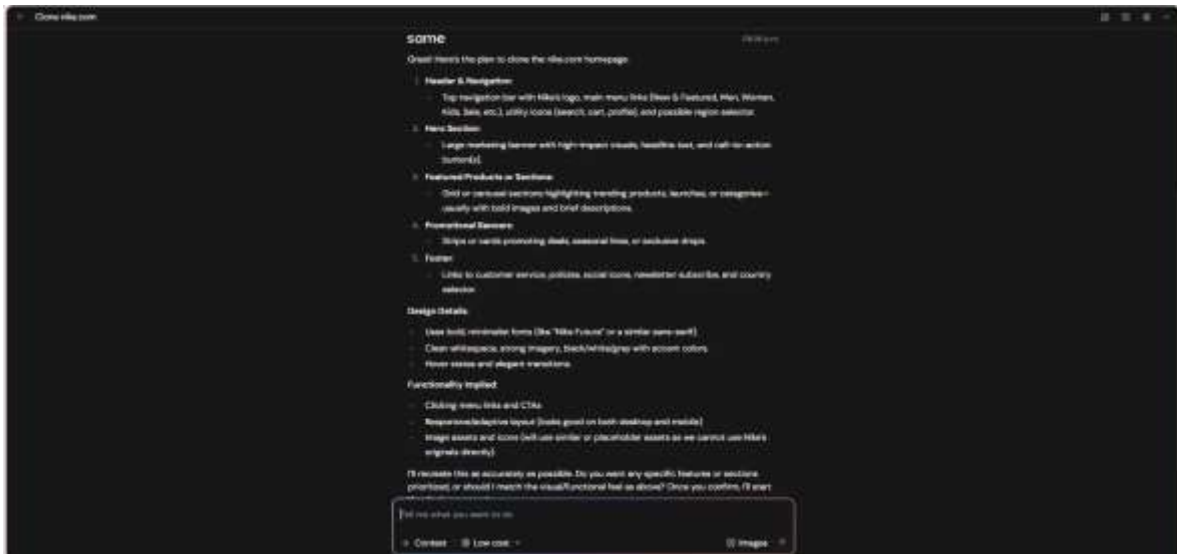 Clone nike.com
same
Great! Here's the plan to clone the nike.com homepage:
1. Header & Navigation:
Top navigation bar with Nike's logo, main menu links (New & Featured, Men, Women,
Kids, Sale, etc.), utility icons (search, cart, profile), and possible region selector.
2. Hero Section:
Large marketing banner with high-impact visuals, headline text, and call-to-action
button(s).
3. Featured Products or Sections:
Grid or carousel sections highlighting trending products, launches, or categories—
usually with bold images and brief descriptions.
4. Promotional Banners:
Strips or cards promoting deals, seasonal lines, or exclusive drops.
5. Footer:
Links to customer service, policies, social icons, newsletter subscribe, and country
selector.
Design Details:
Uses bold, minimalist fonts (like "Nike Futura" or a similar sans-serif)
Clean whitespace, strong imagery, black/white/grey with accent colors.
Hover states and elegant transitions.
Functionality Implied:
Clicking menu links and CTAs
Responsive/adaptive layout (looks good on both desktop and mobile)
Image assets and icons (will use similar or placeholder assets as we cannot use Nike's
originals directly)
I'll recreate this as accurately as possible. Do you want any specific features or sections
prioritized, or should I match the visual/functional feel as above? Once you confirm, I'll start
Tell me what you want to do
Context Low cost Images